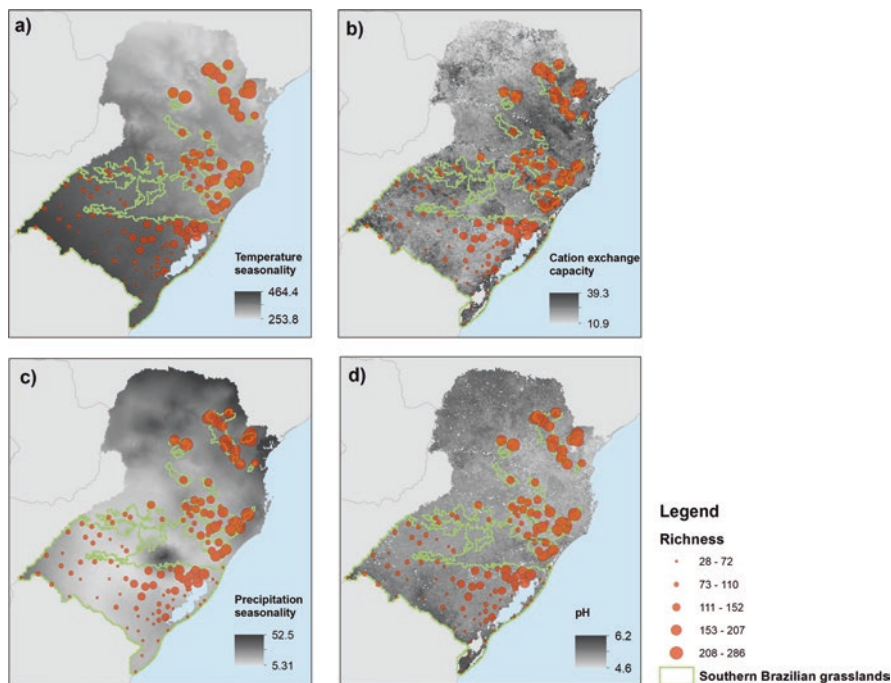 a)
b)
Temperature
seasonality
464.4
253.8
Cation exchange
capacity
39.3
10.9
c)
d)
Precipitation
seasonality
52.5
5.31
pH
6.2
4.6
Legend
Richness
28 - 72
73 - 110
111 - 152
153 - 207
208 - 286
Southern Brazilian grasslands